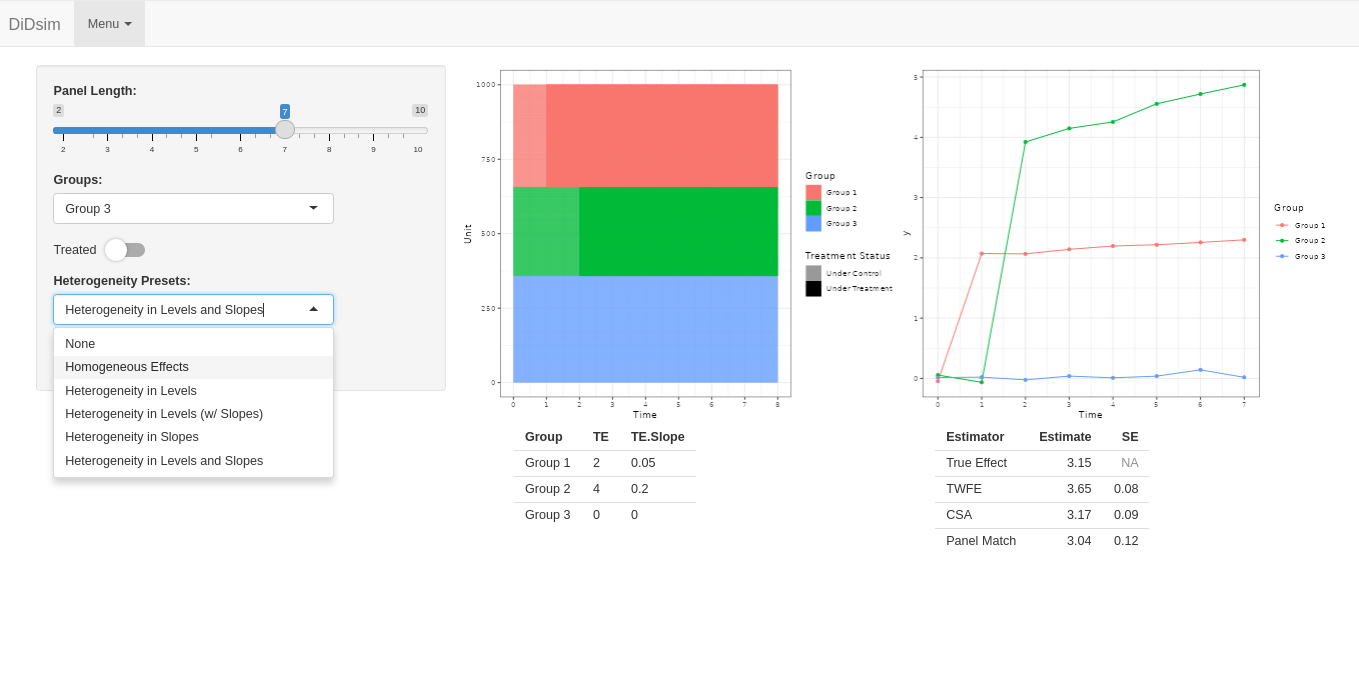 DiDsim Menu
Panel Length:
2 7 10
2 3 4 5 6 7 8 9 10
Groups:
Group 3
Treated
Heterogeneity Presets:
Heterogeneity in Levels and Slopes
None
Homogeneous Effects
Heterogeneity in Levels
Heterogeneity in Levels (w/ Slopes)
Heterogeneity in Slopes
Heterogeneity in Levels and Slopes
1000
750
500
250
0
Unit
0 1 2 3 4 5 6 7 8
Time
Group
Group 1
Group 2
Group 3
Treatment Status
Under Control
Under Treatment
Group TE TE.Slope
Group 1 2 0.05
Group 2 4 0.2
Group 3 0 0
5
4
3
2
1
0
y
0 1 2 3 4 5 6 7
Time
Group
Group 1
Group 2
Group 3
Estimator Estimate SE
True Effect 3.15 NA
TWFE 3.65 0.08
CSA 3.17 0.09
Panel Match 3.04 0.12